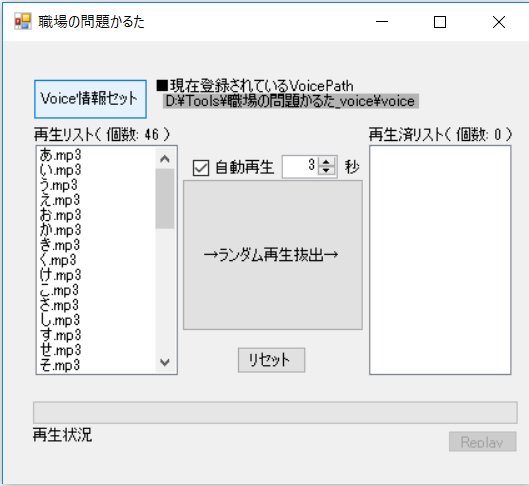 職場の問題かるた
Voice情報セット
■現在登録されているVoicePath
D:¥Tools¥職場の問題かるた_voice¥voice
再生リスト( 個数: 46 )
再生済リスト( 個数: 0 )
あ.mp3
い.mp3
う.mp3
え.mp3
お.mp3
か.mp3
き.mp3
く.mp3
け.mp3
こ.mp3
さ.mp3
し.mp3
す.mp3
せ.mp3
そ.mp3
自動再生 3 秒
→ランダム再生抜出→
リセット
再生状況
Replay